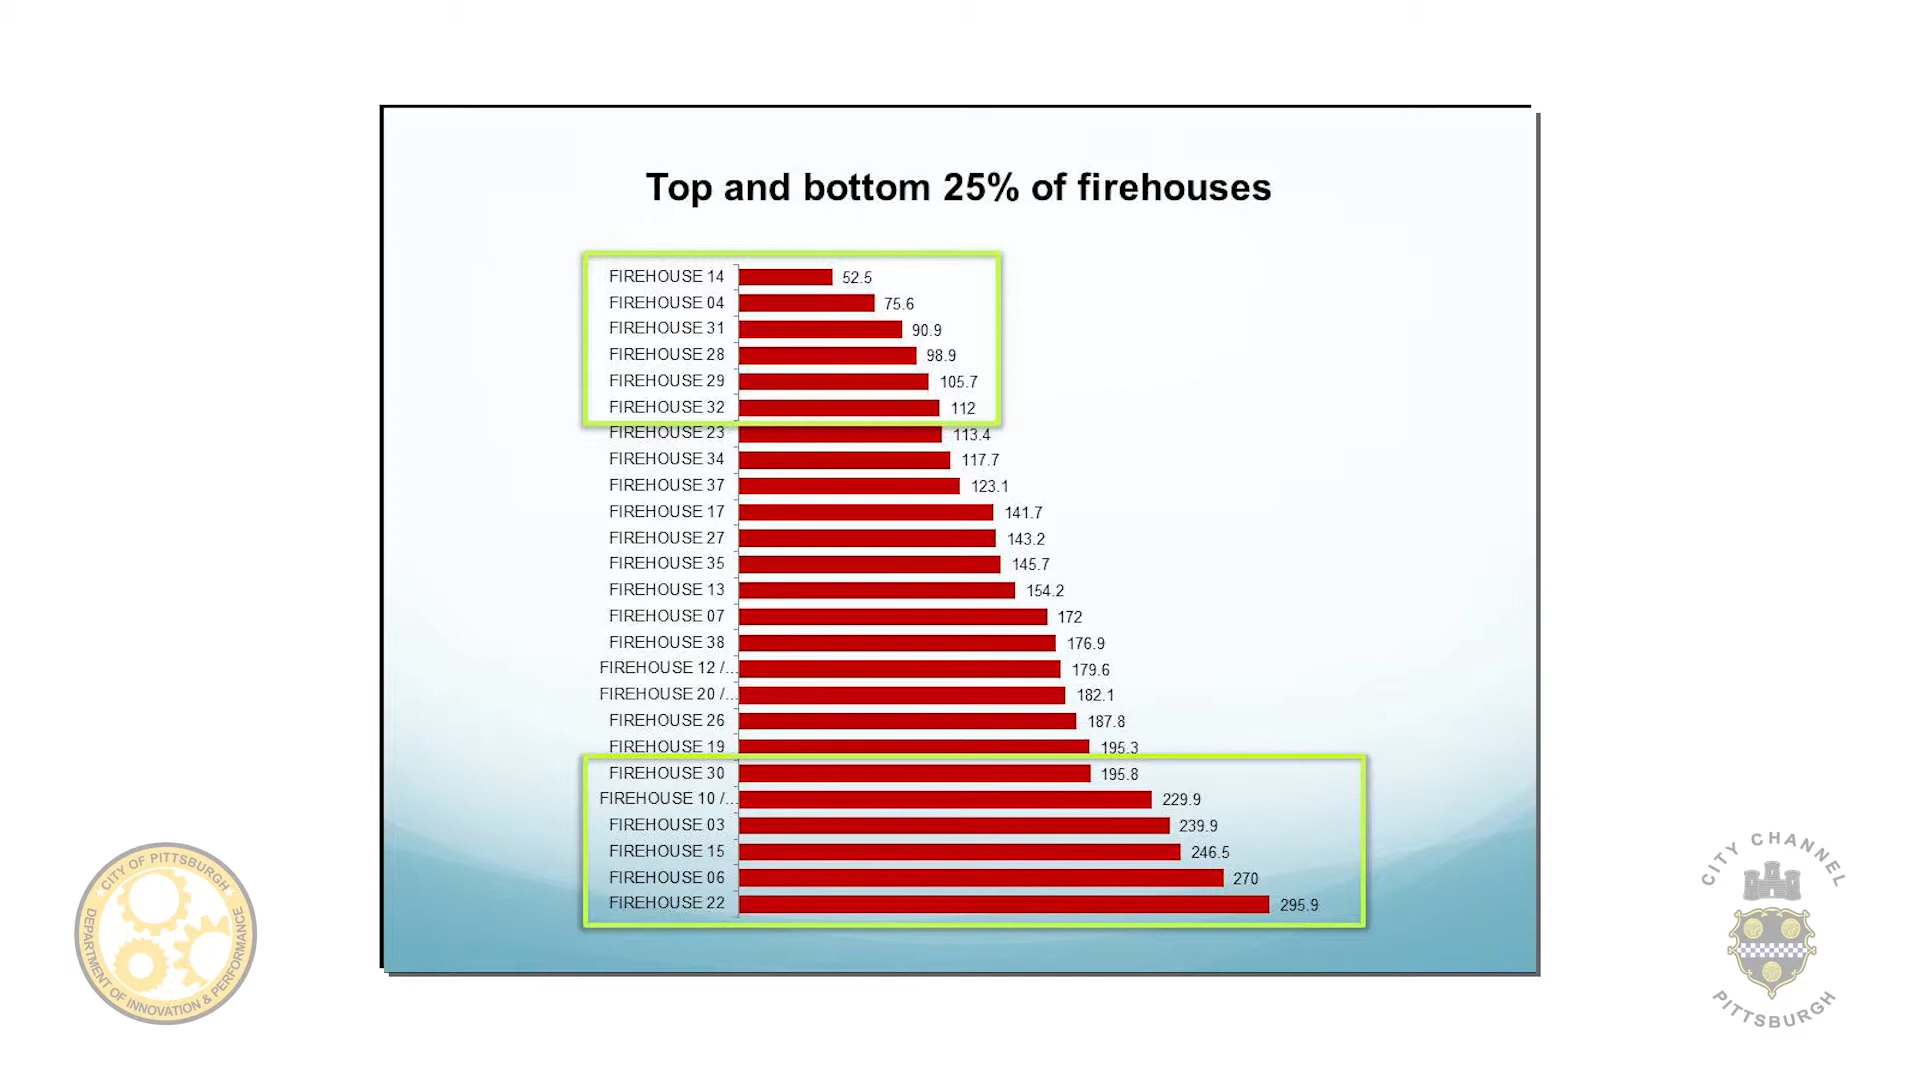 Top and bottom 25% of firehouses
FIREHOUSE 14 52.5
FIREHOUSE 04 75.6
FIREHOUSE 31 90.9
FIREHOUSE 28 98.9
FIREHOUSE 29 105.7
FIREHOUSE 32 112
FIREHOUSE 23 113.4
FIREHOUSE 34 117.7
FIREHOUSE 37 123.1
FIREHOUSE 17 141.7
FIREHOUSE 27 143.2
FIREHOUSE 35 145.7
FIREHOUSE 13 154.2
FIREHOUSE 07 172
FIREHOUSE 38 176.9
FIREHOUSE 12 /... 179.6
FIREHOUSE 20 /... 182.1
FIREHOUSE 26 187.8
FIREHOUSE 19 195.3
FIREHOUSE 30 195.8
FIREHOUSE 10 /... 229.9
FIREHOUSE 03 239.9
FIREHOUSE 15 246.5
FIREHOUSE 06 270
FIREHOUSE 22 295.9
CITY OF PITTSBURGH
DEPARTMENT OF INNOVATION & PERFORMANCE
CITY CHANNEL
PITTSBURGH